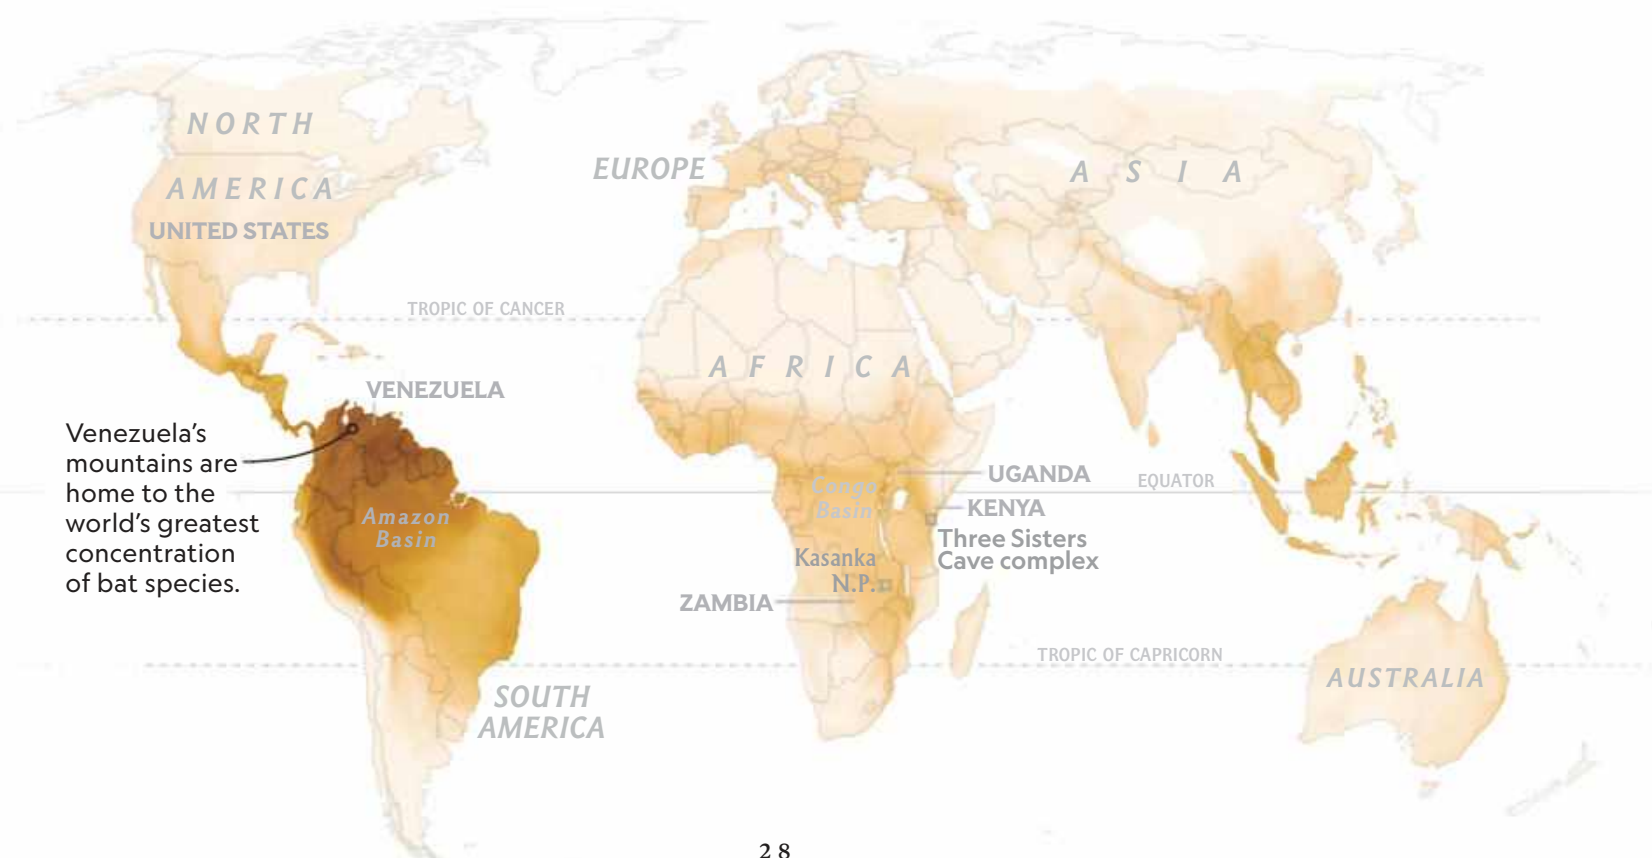 NORTH
AMERICA
UNITED STATES
EUROPE
ASIA
TROPIC OF CANCER
AFRICA
VENEZUELA
Venezuela's
mountains are
home to the
world's greatest
concentration
of bat species.
Amazon
Basin
Congo
Basin
UGANDA
EQUATOR
KENYA
Three Sisters
Cave complex
Kasanka
N.P.
ZAMBIA
TROPIC OF CAPRICORN
SOUTH
AMERICA
AUSTRALIA
28